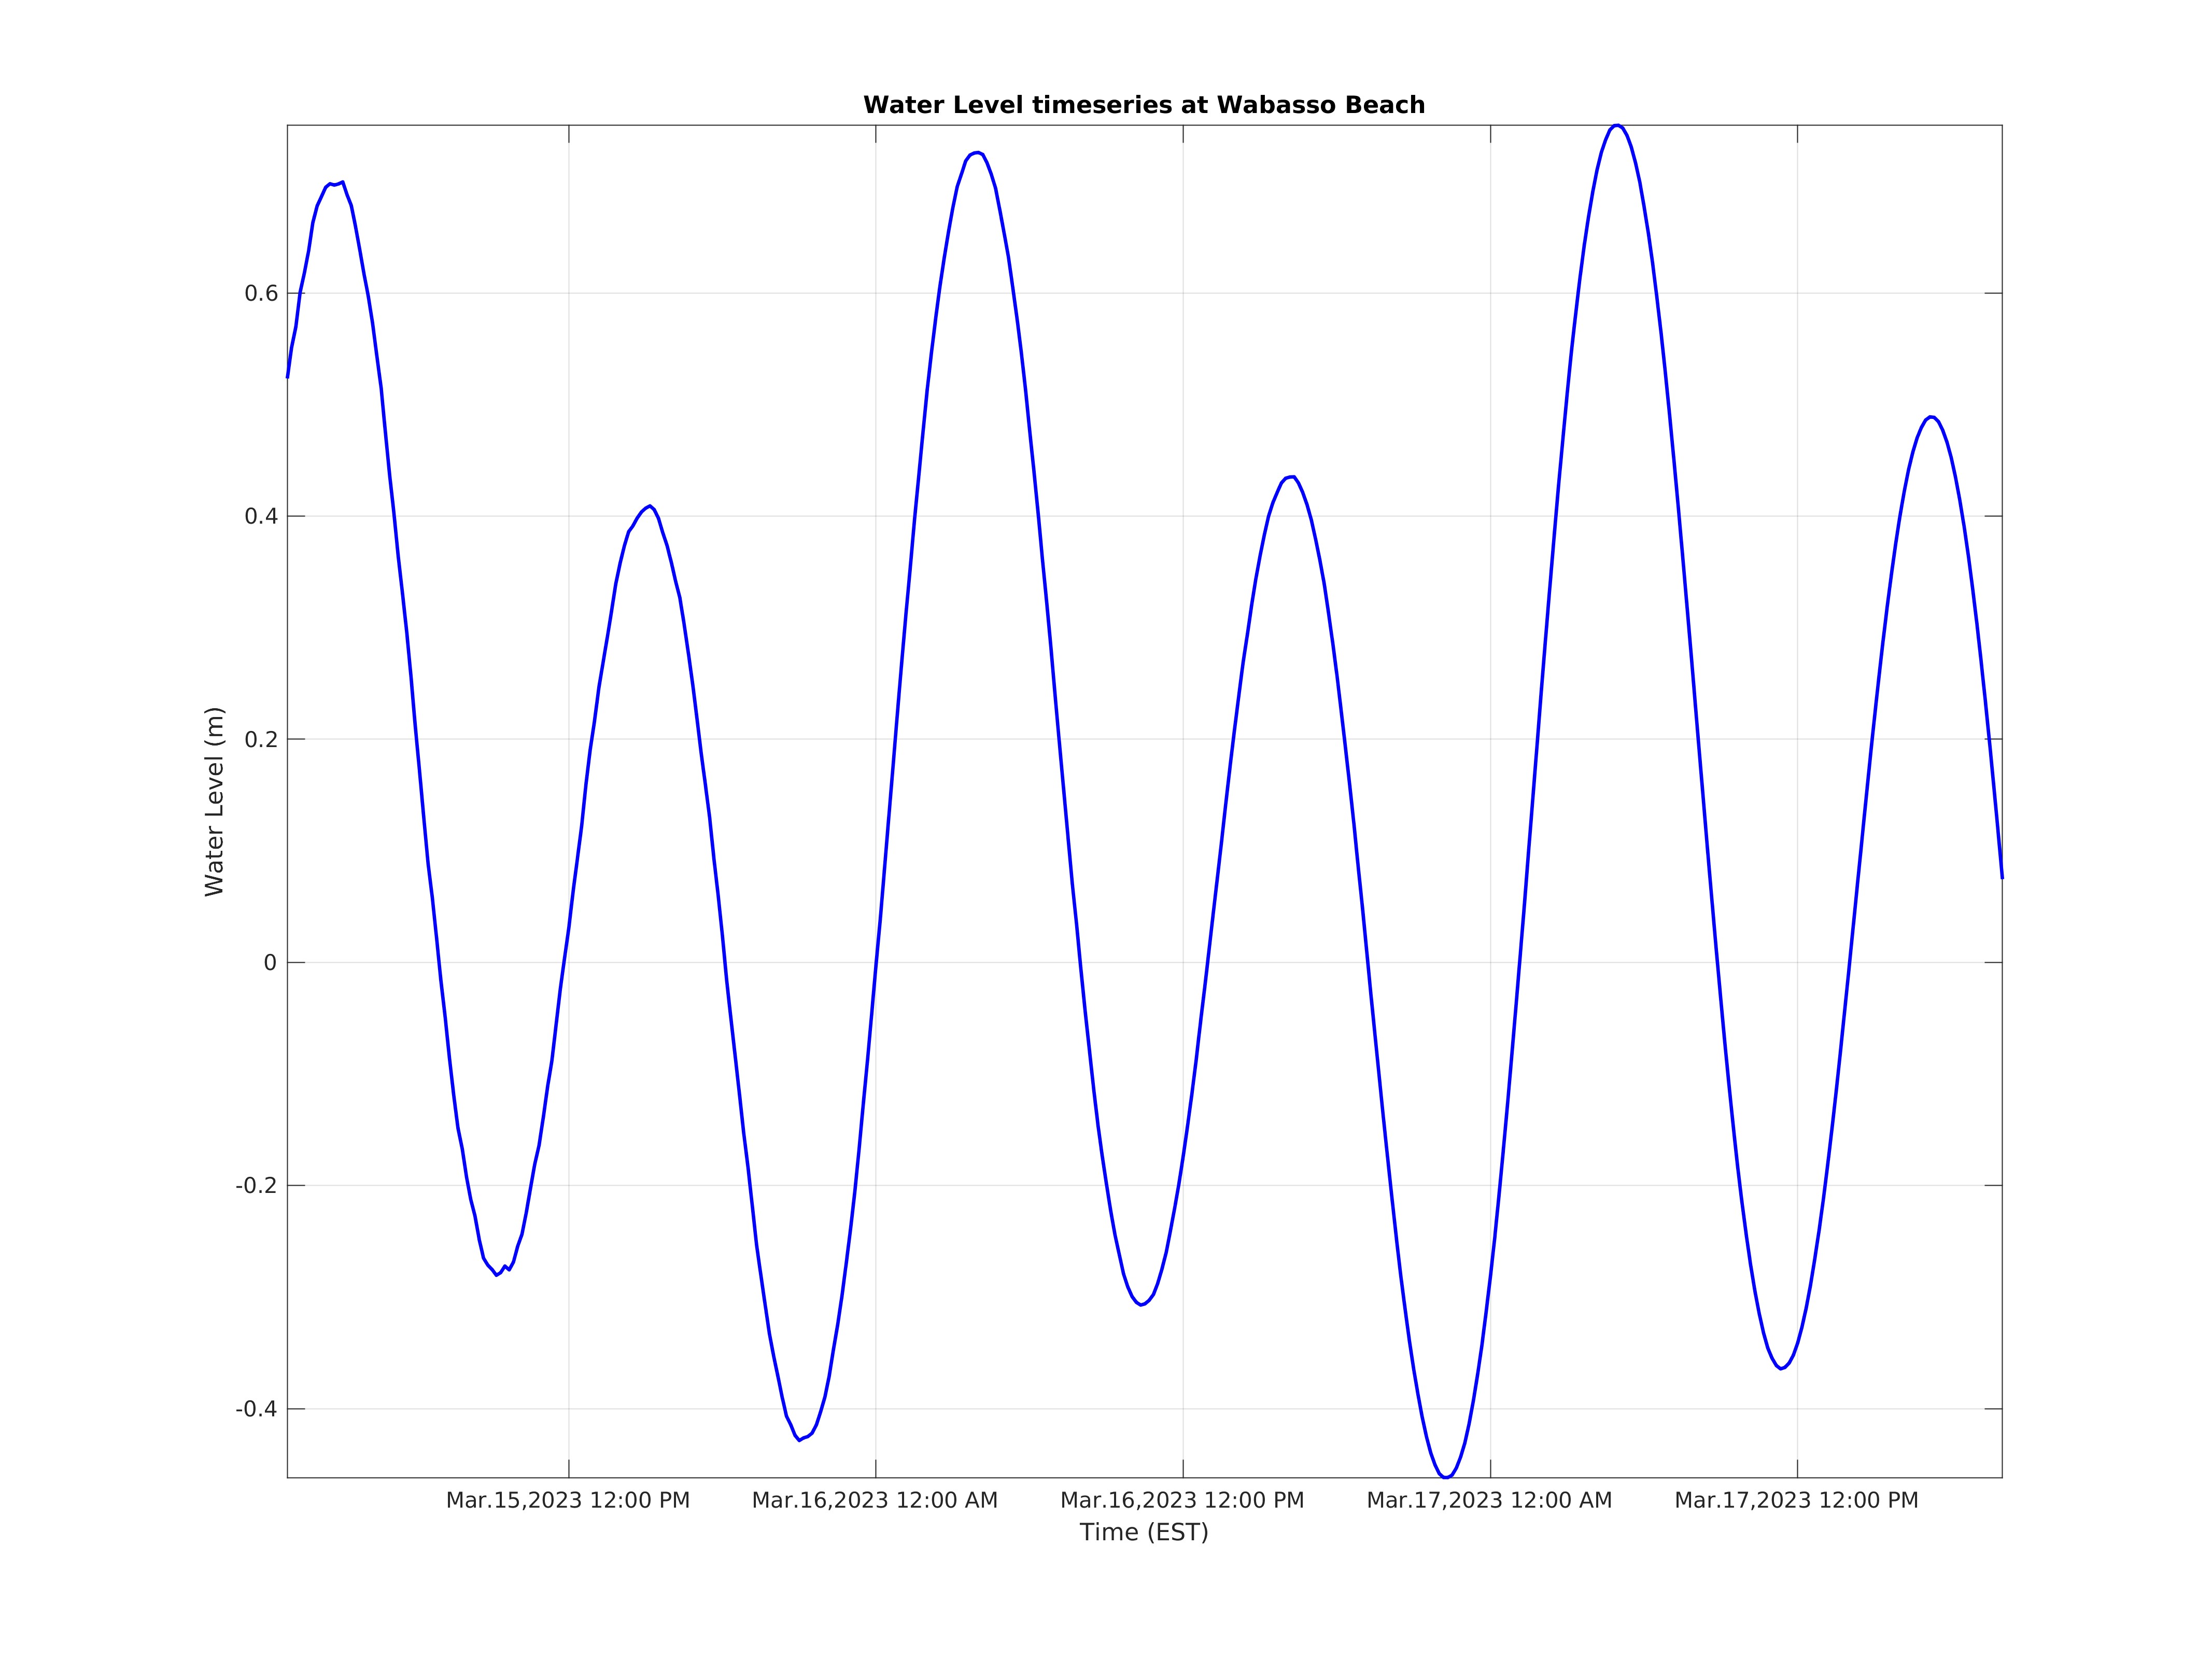 Water Level timeseries at Wabasso Beach
0.6
0.4
0.2
0
-0.2
-0.4
Water Level (m)
Mar.15,2023 12:00 PM
Mar.16,2023 12:00 AM
Mar.16,2023 12:00 PM
Mar.17,2023 12:00 AM
Mar.17,2023 12:00 PM
Time (EST)